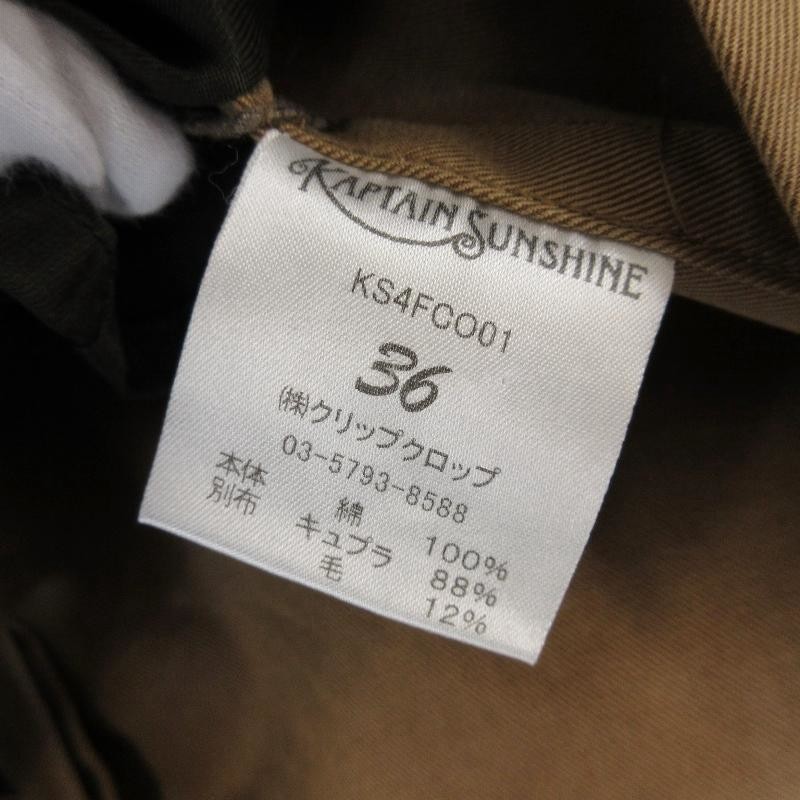 KAPTAIN SUNSHINE
KS4FCO01
36
(株)クリップクロップ
03-5793-8588
本体 綿 100%
別布 キュプラ 88%
毛 12%